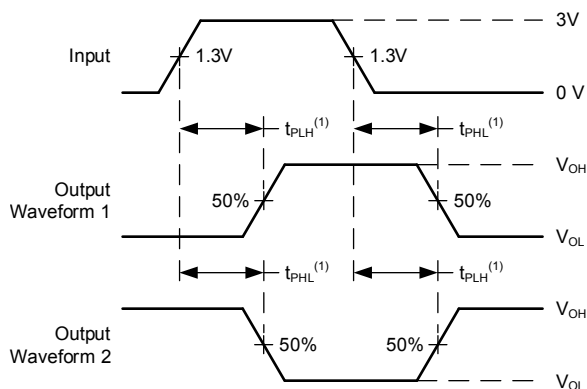 3V
Input
1.3V
1.3V
0 V
tPLH(1)
tPHL(1)
VOH
Output
Waveform 1
50%
50%
VOL
tPHL(1)
tPLH(1)
VOH
Output
Waveform 2
50%
50%
VOL